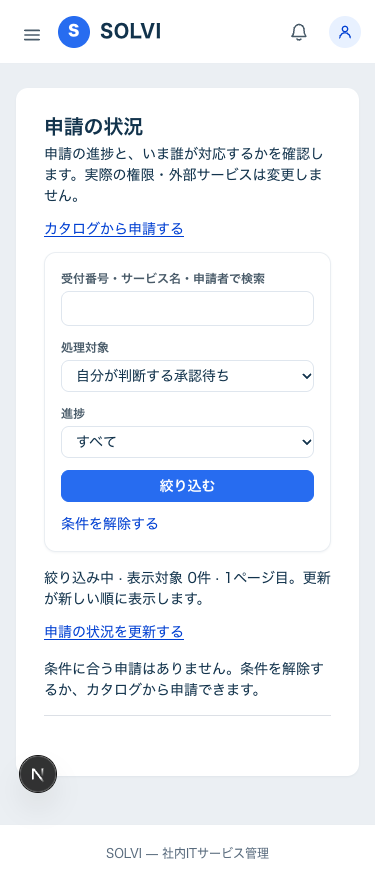 S SOLVI
申請の状況
申請の進捗と、いま誰が対応するかを確認し
ます。実際の権限・外部サービスは変更しま
せん。
カタログから申請する
受付番号・サービス名・申請者で検索
処理対象
自分が判断する承認待ち
進捗
すべて
絞り込む
条件を解除する
絞り込み中 · 表示対象 0件 · 1ページ目。更新
が新しい順に表示します。
申請の状況を更新する
条件に合う申請はありません。条件を解除す
るか、カタログから申請できます。
N
SOLVI — 社内ITサービス管理